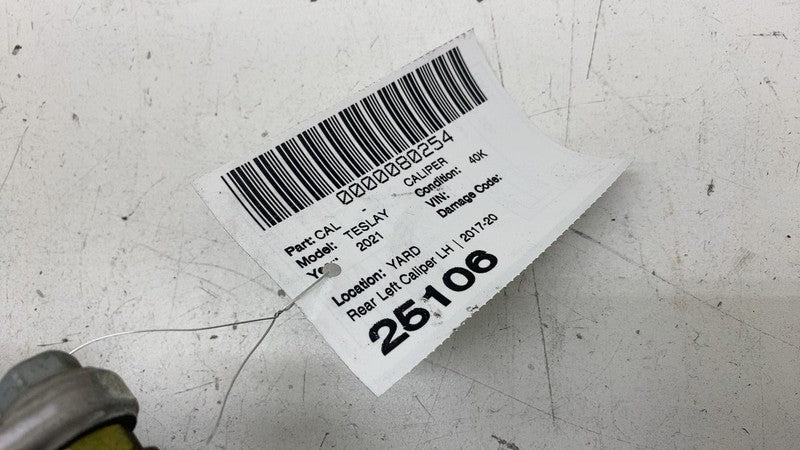 0000080254
Part: CAL - CALIPER
Model: TESLAY Condition: 40K
2021 VIN:
Damage Code:
Location: YARD
Rear Left Caliper LH | 2017-20
25106